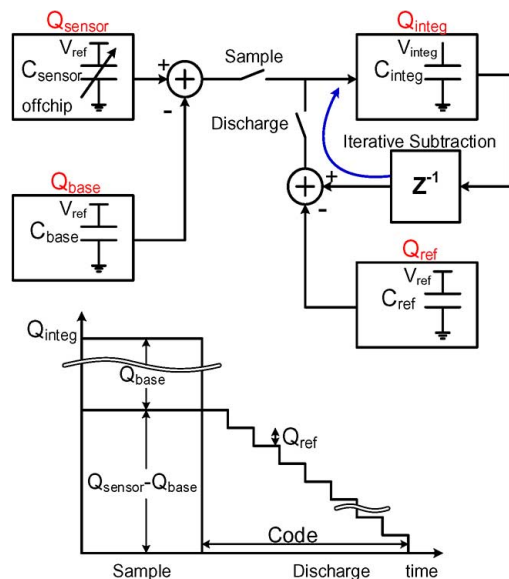 Qsensor
Vref
Csensor
offchip
+
-
Sample
Discharge
Qinteg
Vinteg
Cinteg
Iterative Subtraction
Z-1
+
-
Qbase
Vref
Cbase
Qref
Vref
Cref
Qinteg
Qbase
Qref
Qsensor-Qbase
Code
Sample
Discharge
time